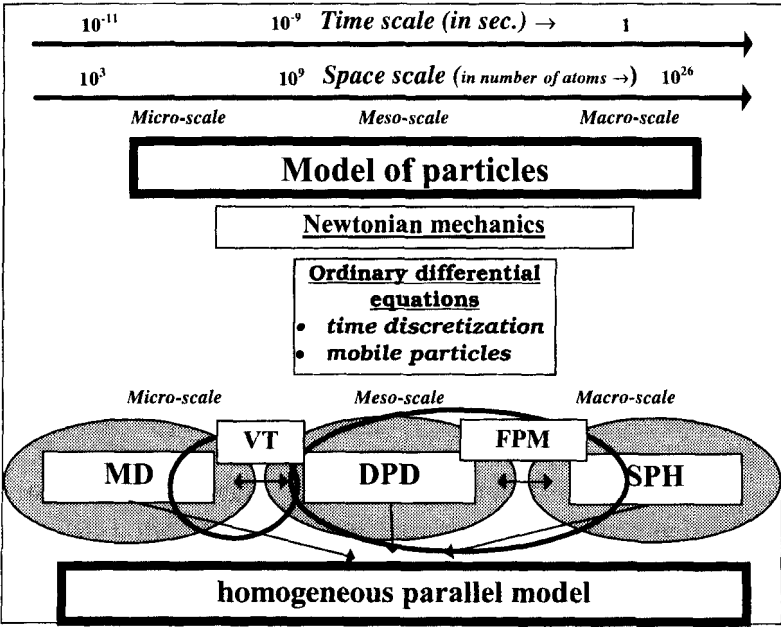 10⁻¹¹ 10⁻⁹ Time scale (in sec.) → 1
10³ 10⁹ Space scale (in number of atoms →) 10²⁶
Micro-scale Meso-scale Macro-scale
Model of particles
Newtonian mechanics
Ordinary differential
equations
• time discretization
• mobile particles
Micro-scale Meso-scale Macro-scale
VT FPM
MD DPD SPH
homogeneous parallel model